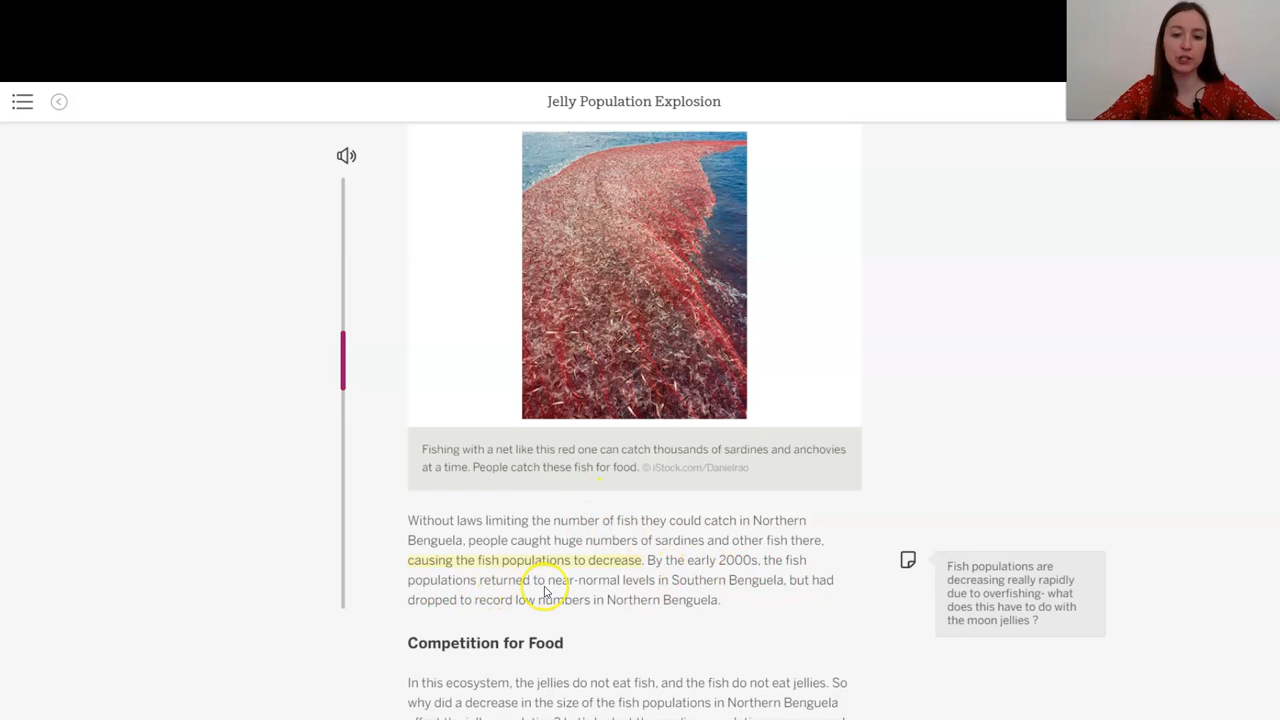 Jelly Population Explosion
Fishing with a net like this red one can catch thousands of sardines and anchovies
at a time. People catch these fish for food. © iStock.com/Danielrao
Without laws limiting the number of fish they could catch in Northern
Benguela, people caught huge numbers of sardines and other fish there,
causing the fish populations to decrease. By the early 2000s, the fish
populations returned to near-normal levels in Southern Benguela, but had
dropped to record low numbers in Northern Benguela.
Fish populations are
decreasing really rapidly
due to overfishing- what
does this have to do with
the moon jellies ?
Competition for Food
In this ecosystem, the jellies do not eat fish, and the fish do not eat jellies. So
why did a decrease in the size of the fish populations in Northern Benguela